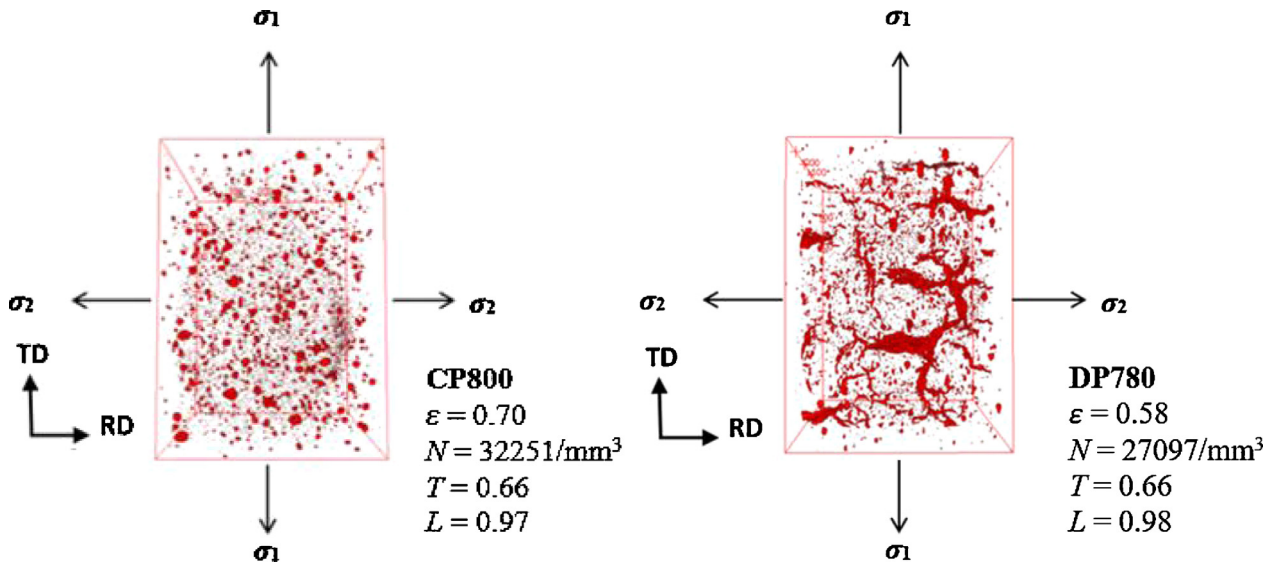 σ1
σ2
σ2
TD
RD
CP800
ε = 0.70
N = 32251/mm³
T = 0.66
L = 0.97
σ1
σ1
σ2
σ2
TD
RD
DP780
ε = 0.58
N = 27097/mm³
T = 0.66
L = 0.98
σ1